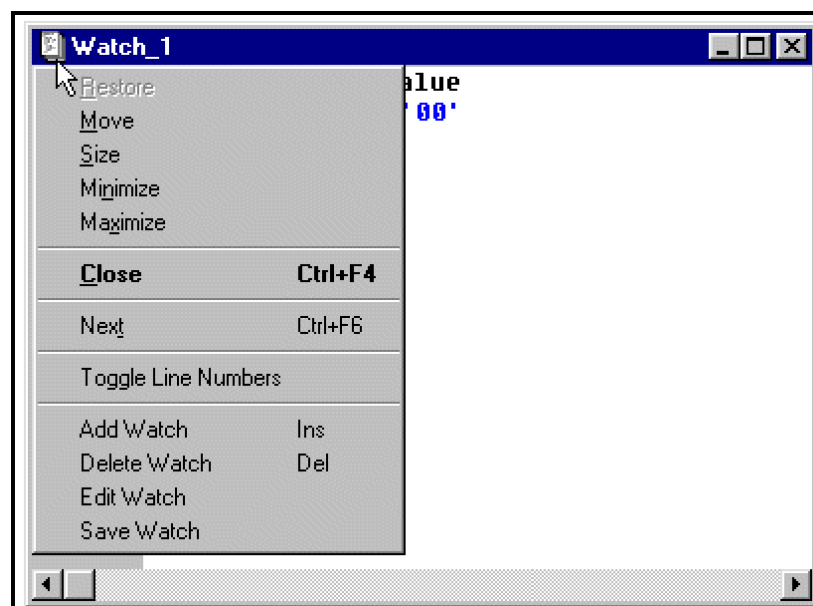 Watch_1
Restore alue
Move '00'
Size
Minimize
Maximize
Close Ctrl+F4
Next Ctrl+F6
Toggle Line Numbers
Add Watch Ins
Delete Watch Del
Edit Watch
Save Watch